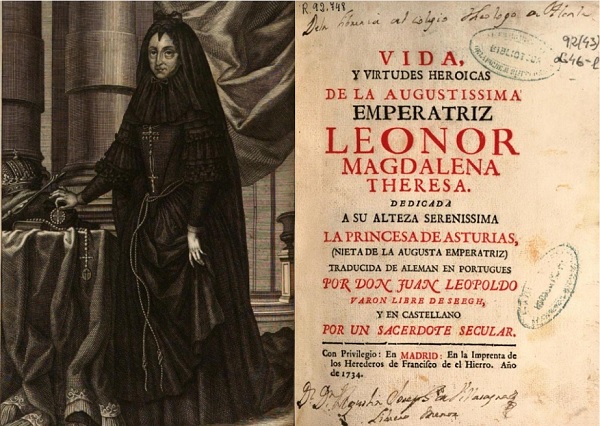 R 92.748
92(43)
VIDA,
Y VIRTUDES HEROICAS
DE LA AUGUSTISSIMA
EMPERATRIZ
LEONOR
MAGDALENA
THERESA.
DEDICADA
A SU ALTEZA SERENISSIMA
LA PRINCESA DE ASTURIAS,
(NIETA DE LA AUGUSTA EMPERATRIZ)
TRADUCIDA DE ALEMAN EN PORTUGUES
POR DON JUAN LEOPOLDO
VARON LIBRE DE SEEGH,
Y EN CASTELLANO
POR UN SACERDOTE SECULAR.
Con Privilegio: En MADRID: En la Imprenta de
los Herederos de Francisco de el Hierro. Año
de 1734.